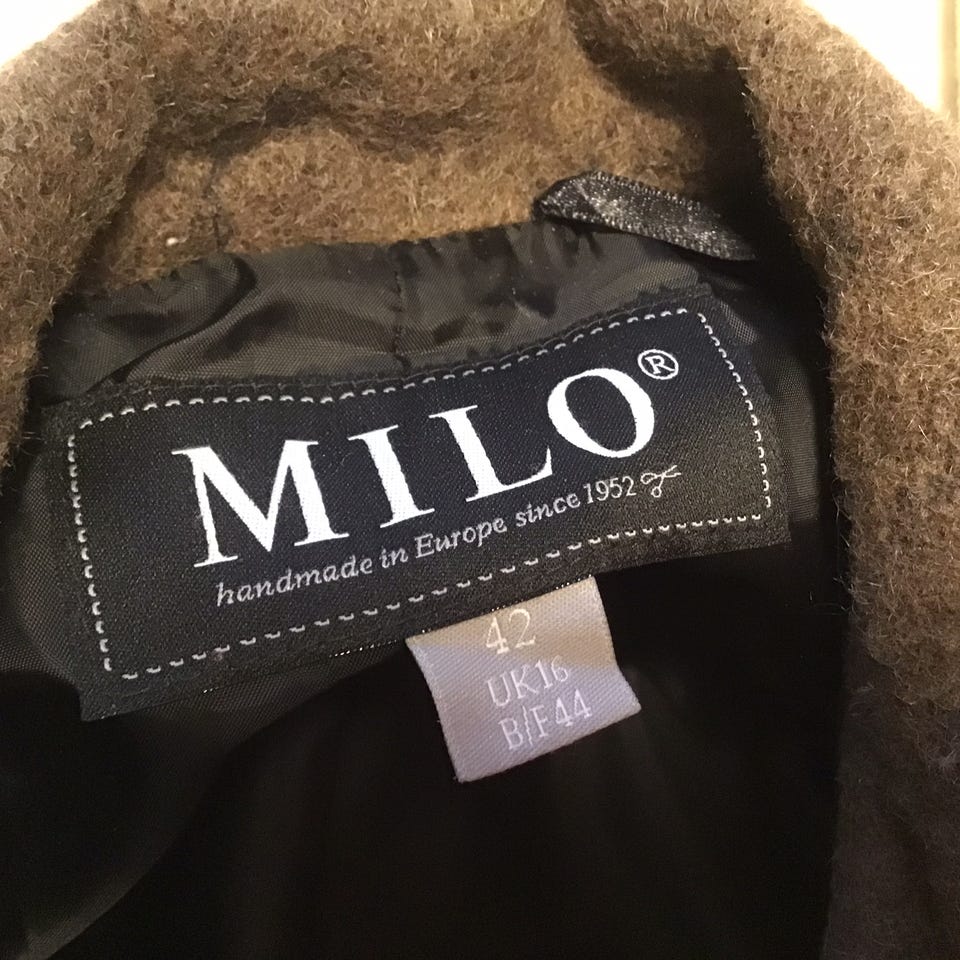 MILO®
handmade in Europe since 1952
42
UK16
B/F44